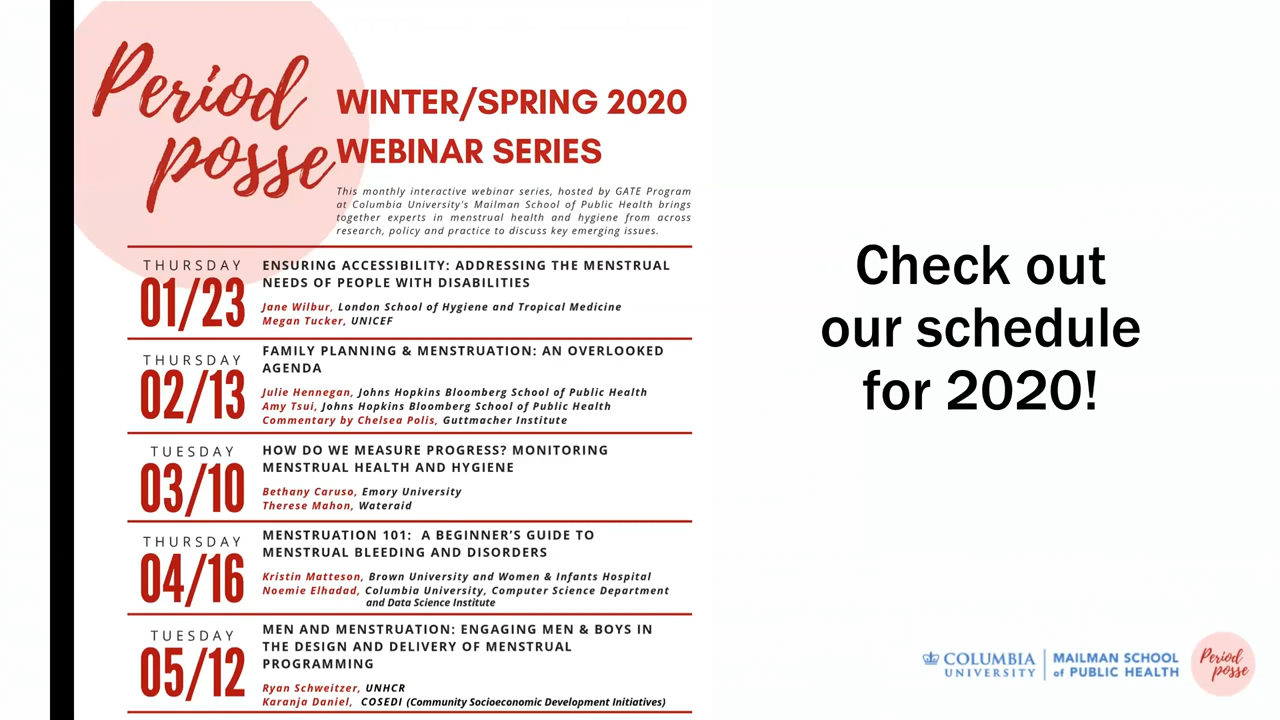 Period
posse
WINTER/SPRING 2020
WEBINAR SERIES
This monthly interactive webinar series, hosted by GATE Program
at Columbia University's Mailman School of Public Health brings
together experts in menstrual health and hygiene from across
research, policy and practice to discuss key emerging issues.
THURSDAY
01/23
ENSURING ACCESSIBILITY: ADDRESSING THE MENSTRUAL
NEEDS OF PEOPLE WITH DISABILITIES
Jane Wilbur, London School of Hygiene and Tropical Medicine
Megan Tucker, UNICEF
THURSDAY
02/13
FAMILY PLANNING & MENSTRUATION: AN OVERLOOKED
AGENDA
Julie Hennegan, Johns Hopkins Bloomberg School of Public Health
Amy Tsui, Johns Hopkins Bloomberg School of Public Health
Commentary by Chelsea Polis, Guttmacher Institute
TUESDAY
03/10
HOW DO WE MEASURE PROGRESS? MONITORING
MENSTRUAL HEALTH AND HYGIENE
Bethany Caruso, Emory University
Therese Mahon, Wateraid
THURSDAY
04/16
MENSTRUATION 101: A BEGINNER'S GUIDE TO
MENSTRUAL BLEEDING AND DISORDERS
Kristin Matteson, Brown University and Women & Infants Hospital
Noemie Elhadad, Columbia University, Computer Science Department
and Data Science Institute
TUESDAY
05/12
MEN AND MENSTRUATION: ENGAGING MEN & BOYS IN
THE DESIGN AND DELIVERY OF MENSTRUAL
PROGRAMMING
Ryan Schweitzer, UNHCR
Karanja Daniel, COSEDI (Community Socioeconomic Development Initiatives)
Check out
our schedule
for 2020!
COLUMBIA
UNIVERSITY
MAILMAN SCHOOL
of PUBLIC HEALTH
Period
posse